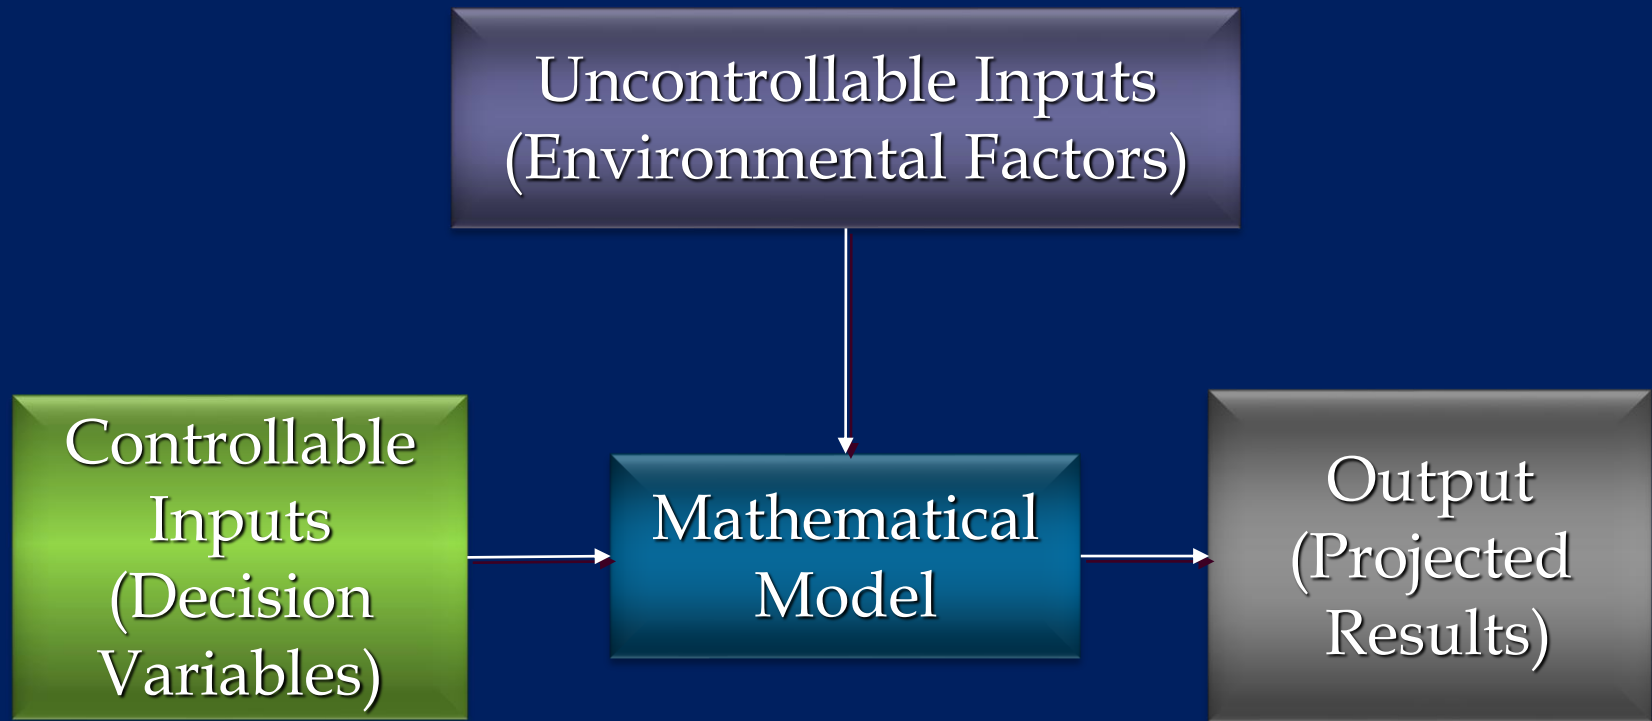 Uncontrollable Inputs
(Environmental Factors)
Controllable
Inputs
(Decision
Variables)
Mathematical
Model
Output
(Projected
Results)